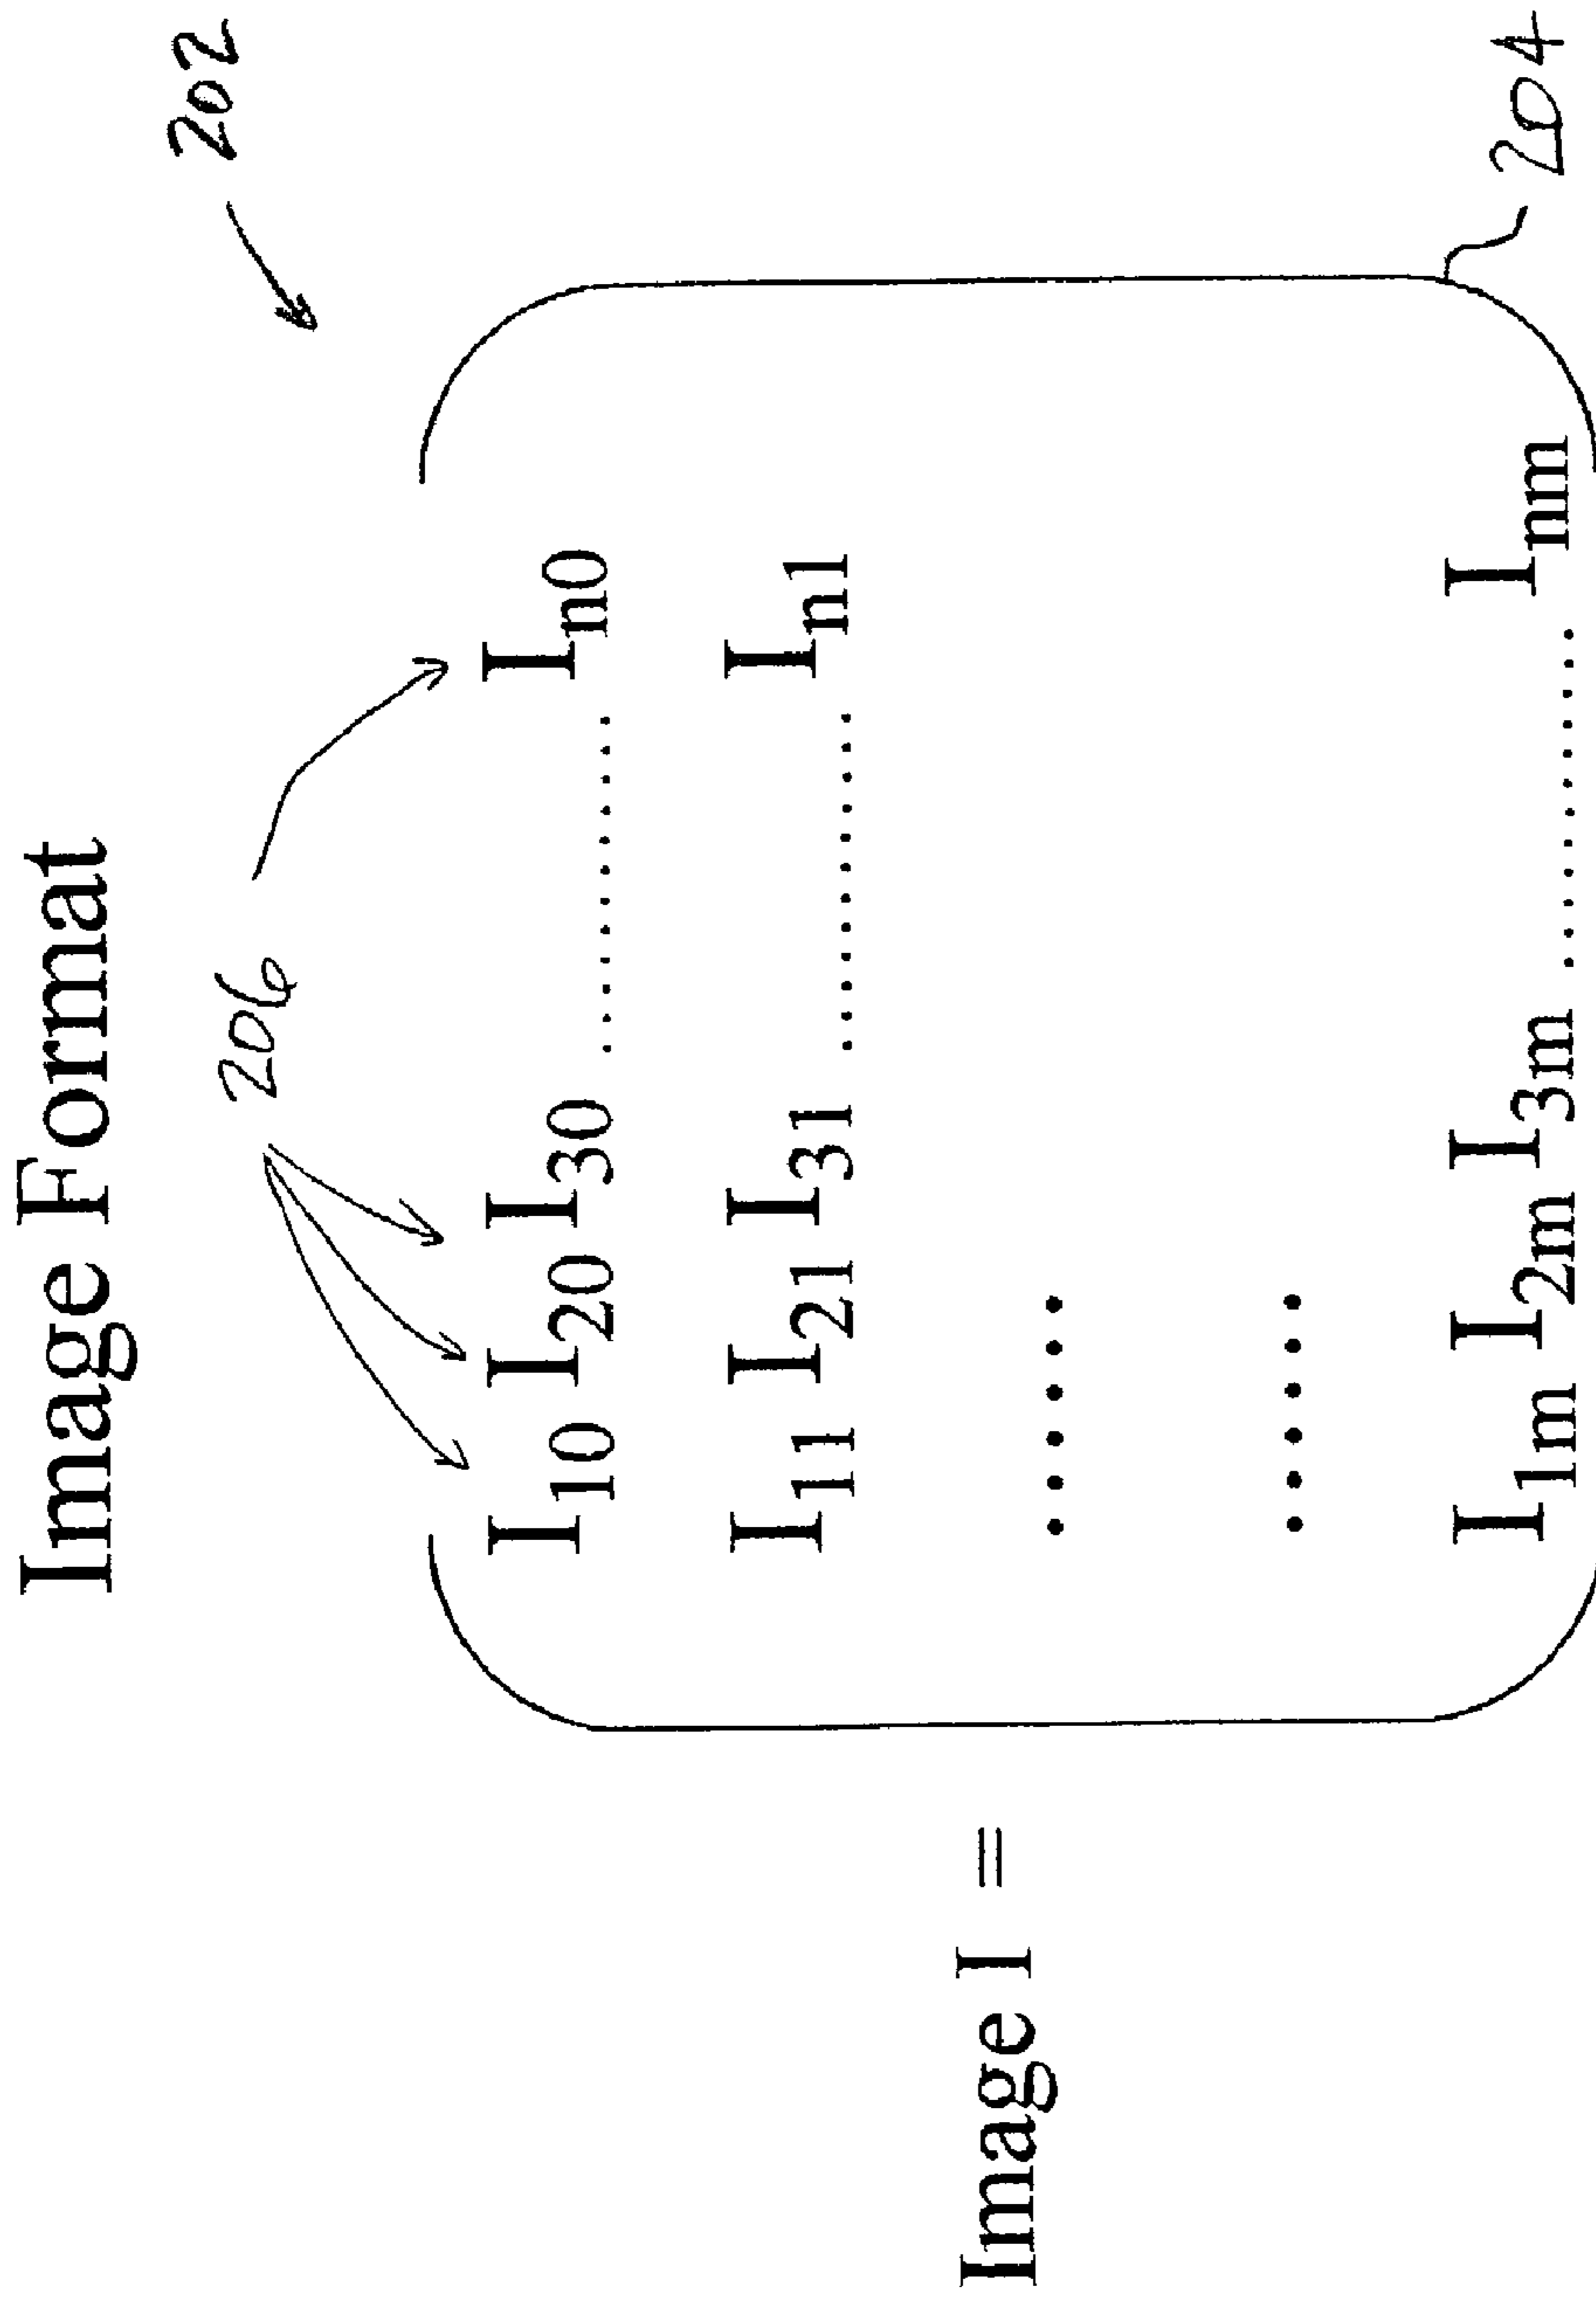 Image Format
202
206
I₁₀ I₂₀ I₃₀ ............ Iₙ₀
I₁₁ I₂₁ I₃₁ ............ Iₙ₁
Image I =
......
......
I₁ₘ I₂ₘ I₃ₘ ............ Iₙₘ
204